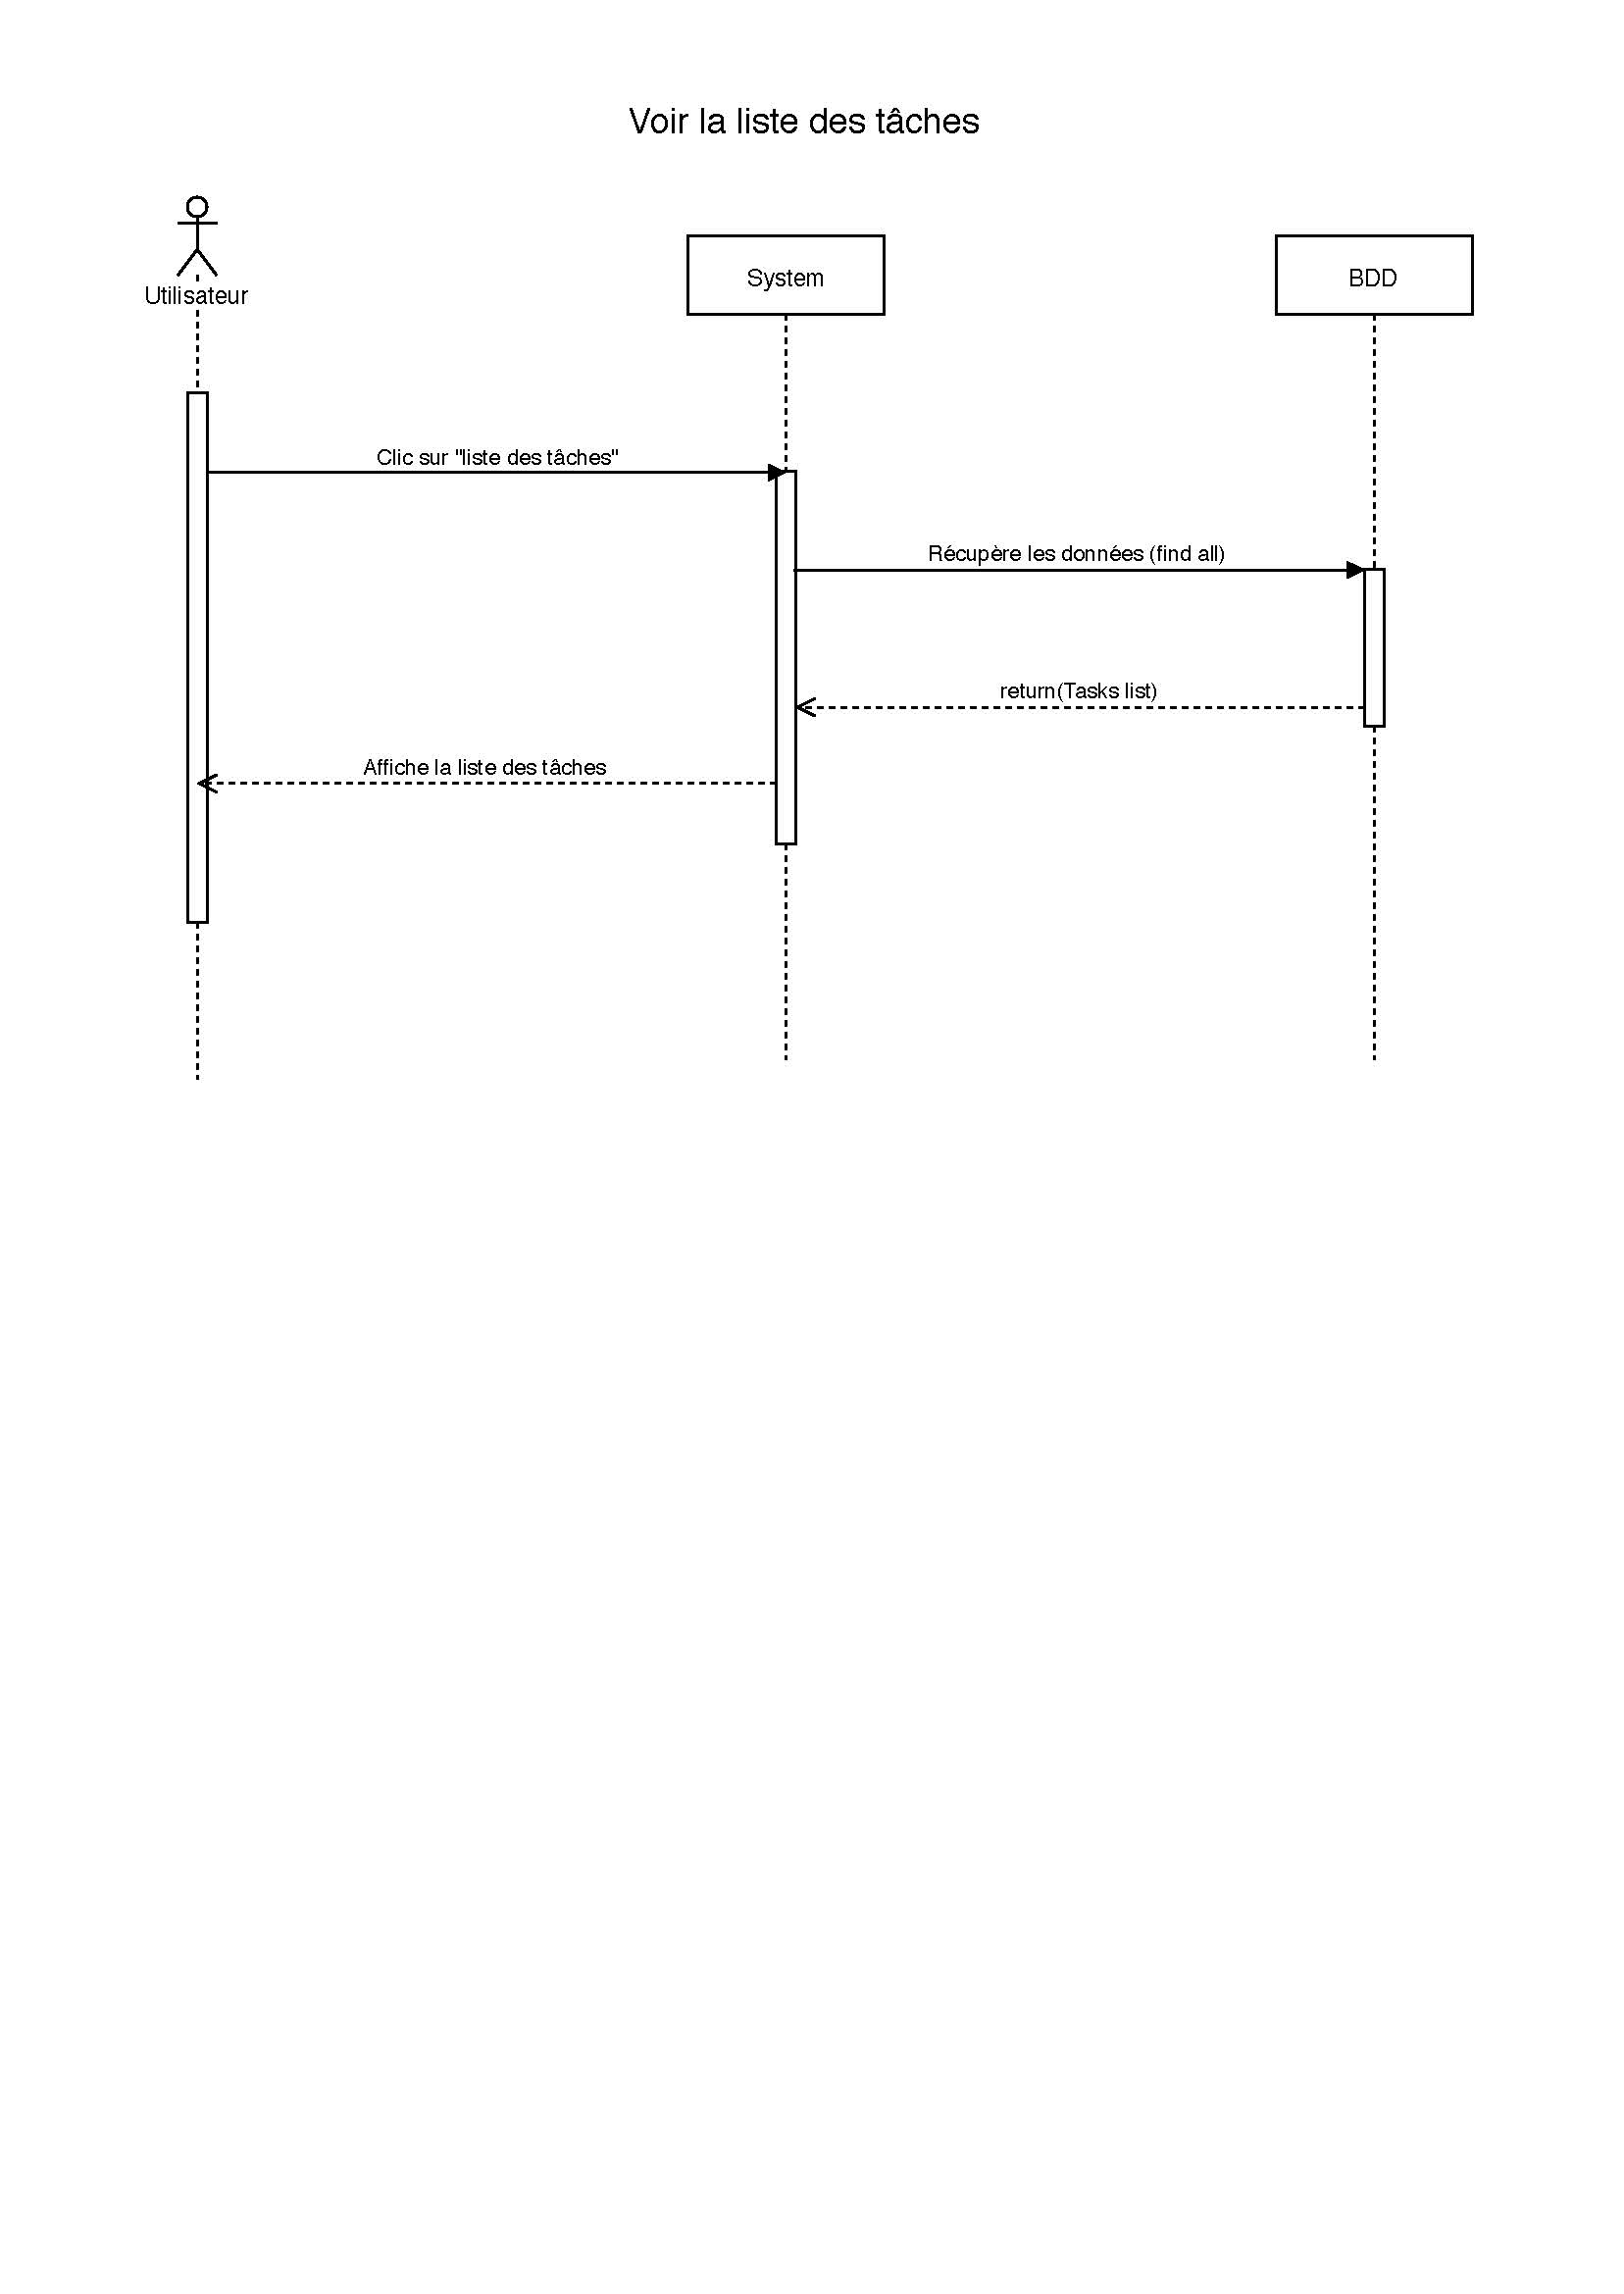 Voir la liste des tâches
Utilisateur
System
BDD
Clic sur "liste des tâches"
Récupère les données (find all)
return(Tasks list)
Affiche la liste des tâches